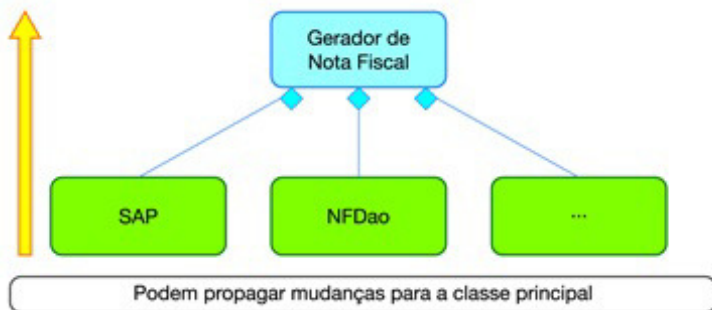 Gerador de
Nota Fiscal
SAP
NFDao
...
Podem propagar mudanças para a classe principal